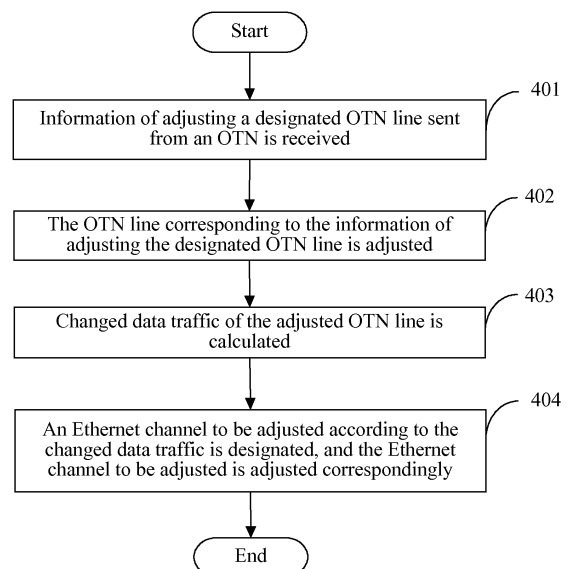 Start
401
Information of adjusting a designated OTN line sent
from an OTN is received
402
The OTN line corresponding to the information of
adjusting the designated OTN line is adjusted
403
Changed data traffic of the adjusted OTN line is
calculated
404
An Ethernet channel to be adjusted according to the
changed data traffic is designated, and the Ethernet
channel to be adjusted is adjusted correspondingly
End